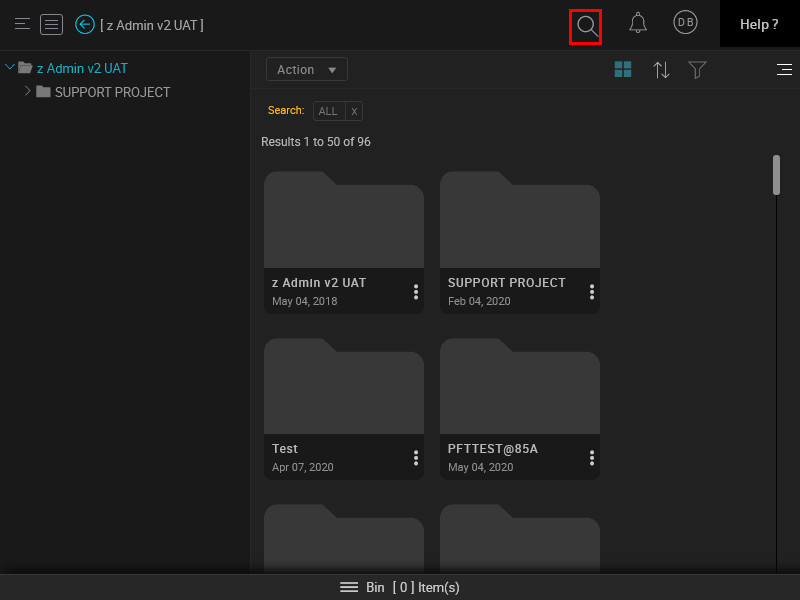 [ z Admin v2 UAT ]
DB
Help ?
z Admin v2 UAT
SUPPORT PROJECT
Action
Search: ALL x
Results 1 to 50 of 96
z Admin v2 UAT
May 04, 2018
SUPPORT PROJECT
Feb 04, 2020
Test
Apr 07, 2020
PFTTEST@85A
May 04, 2020
Bin [ 0 ] Item(s)